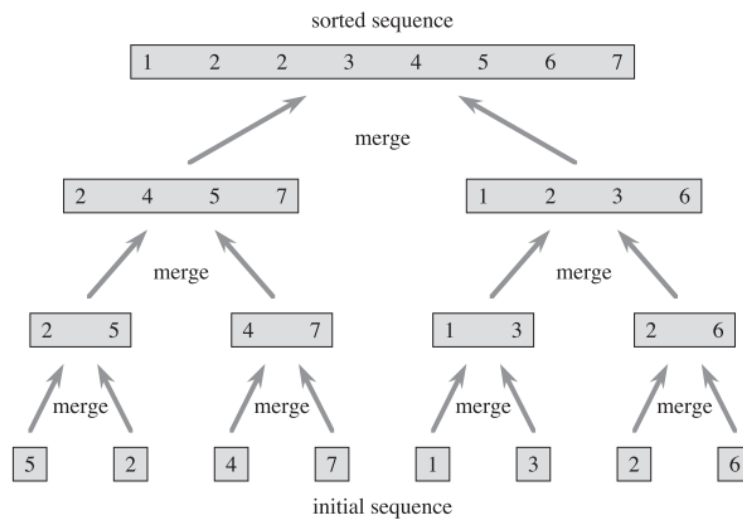 sorted sequence
1 2 2 3 4 5 6 7
merge
2 4 5 7 1 2 3 6
merge merge
2 5 4 7 1 3 2 6
merge merge merge merge
5 2 4 7 1 3 2 6
initial sequence